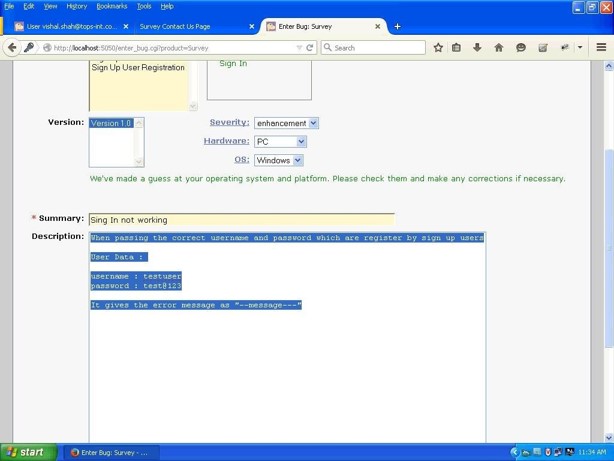 File Edit View History Bookmarks Tools Help
User vishal.shah@tops-int.co... Survey Contact Us Page Enter Bug: Survey
http://localhost:5050/enter_bug.cgi?product=Survey Search
Sign Up User Registration
Sign In
Version: Version 1.0 Severity: enhancement
Hardware: PC
OS: Windows
We've made a guess at your operating system and platform. Please check them and make any corrections if necessary.
* Summary: Sing In not working
Description: When passing the correct username and password which are register by sign up users
User Data :
username : testuser
password : test@123
It gives the error message as "--message---"
start Enter Bug: Survey - ... 11:34 AM